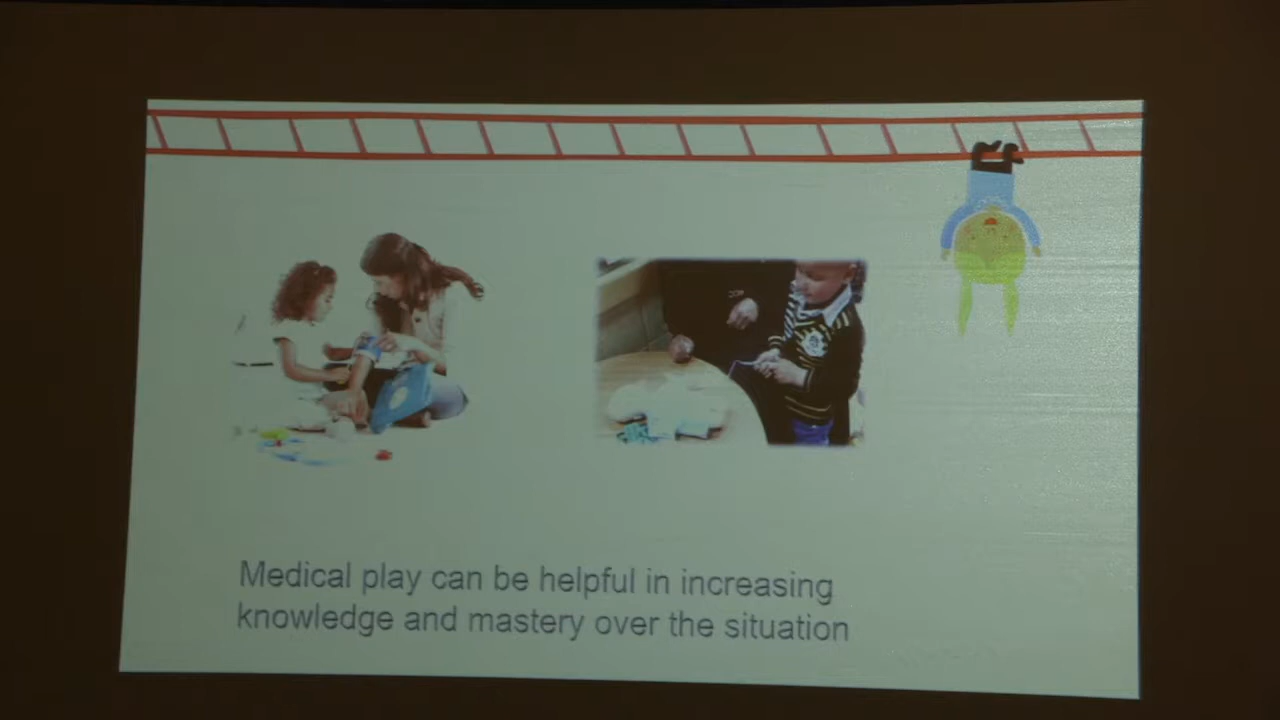 Medical play can be helpful in increasing
knowledge and mastery over the situation